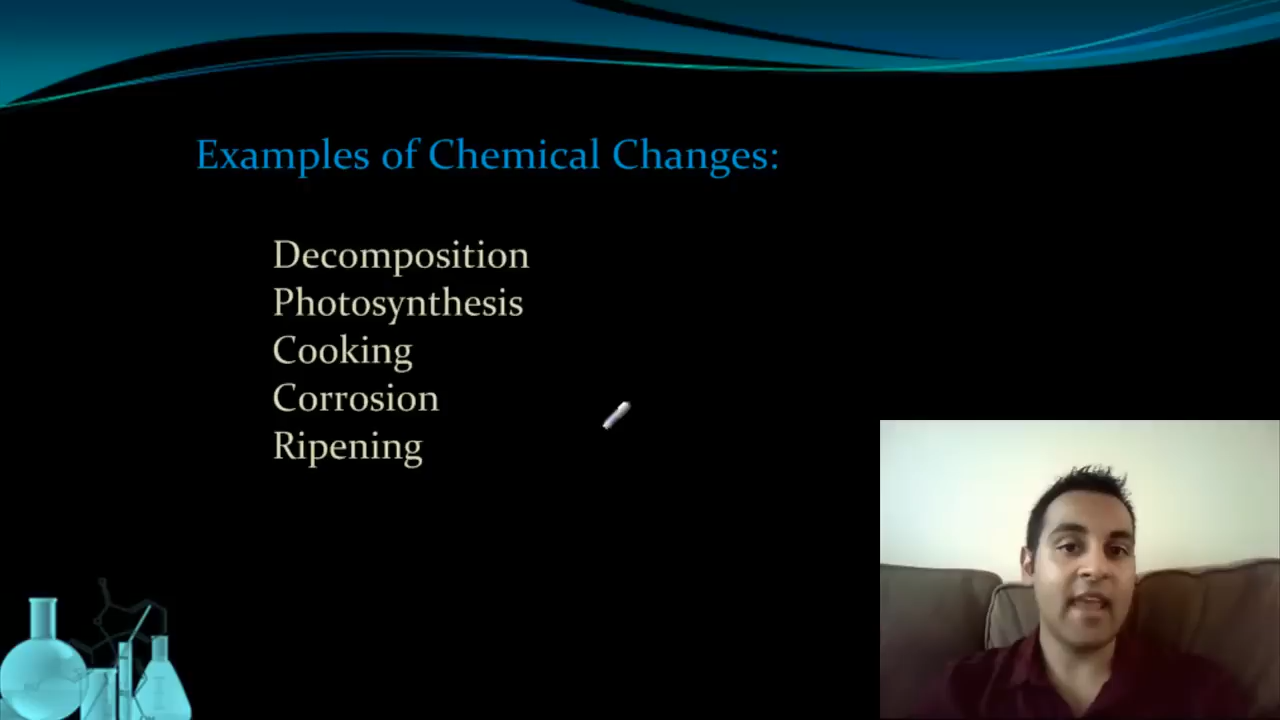 Examples of Chemical Changes:
Decomposition
Photosynthesis
Cooking
Corrosion
Ripening